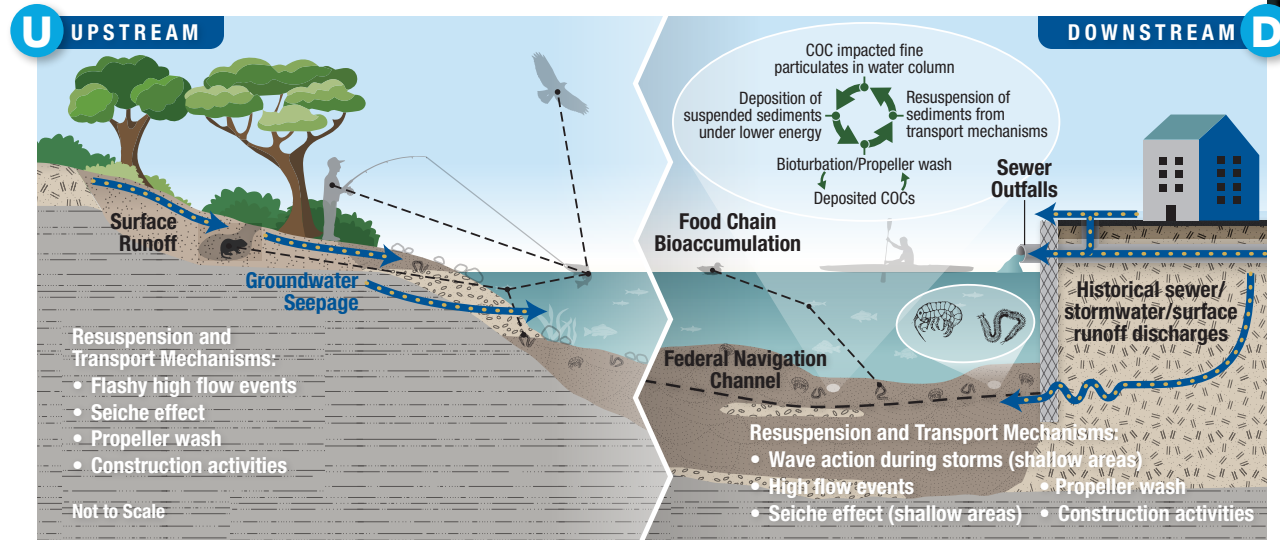 U UPSTREAM
Surface
Runoff
Groundwater
Seepage
Resuspension and
Transport Mechanisms:
• Flashy high flow events
• Seiche effect
• Propeller wash
• Construction activities
Not to Scale
DOWNSTREAM D
COC impacted fine
particulates in water column
Deposition of
suspended sediments
under lower energy
Resuspension of
sediments from
transport mechanisms
Bioturbation/Propeller wash
Deposited COCs
Sewer
Outfalls
Food Chain
Bioaccumulation
Historical sewer/
stormwater/surface
runoff discharges
Federal Navigation
Channel
Resuspension and Transport Mechanisms:
• Wave action during storms (shallow areas)
• High flow events • Propeller wash
• Seiche effect (shallow areas) • Construction activities